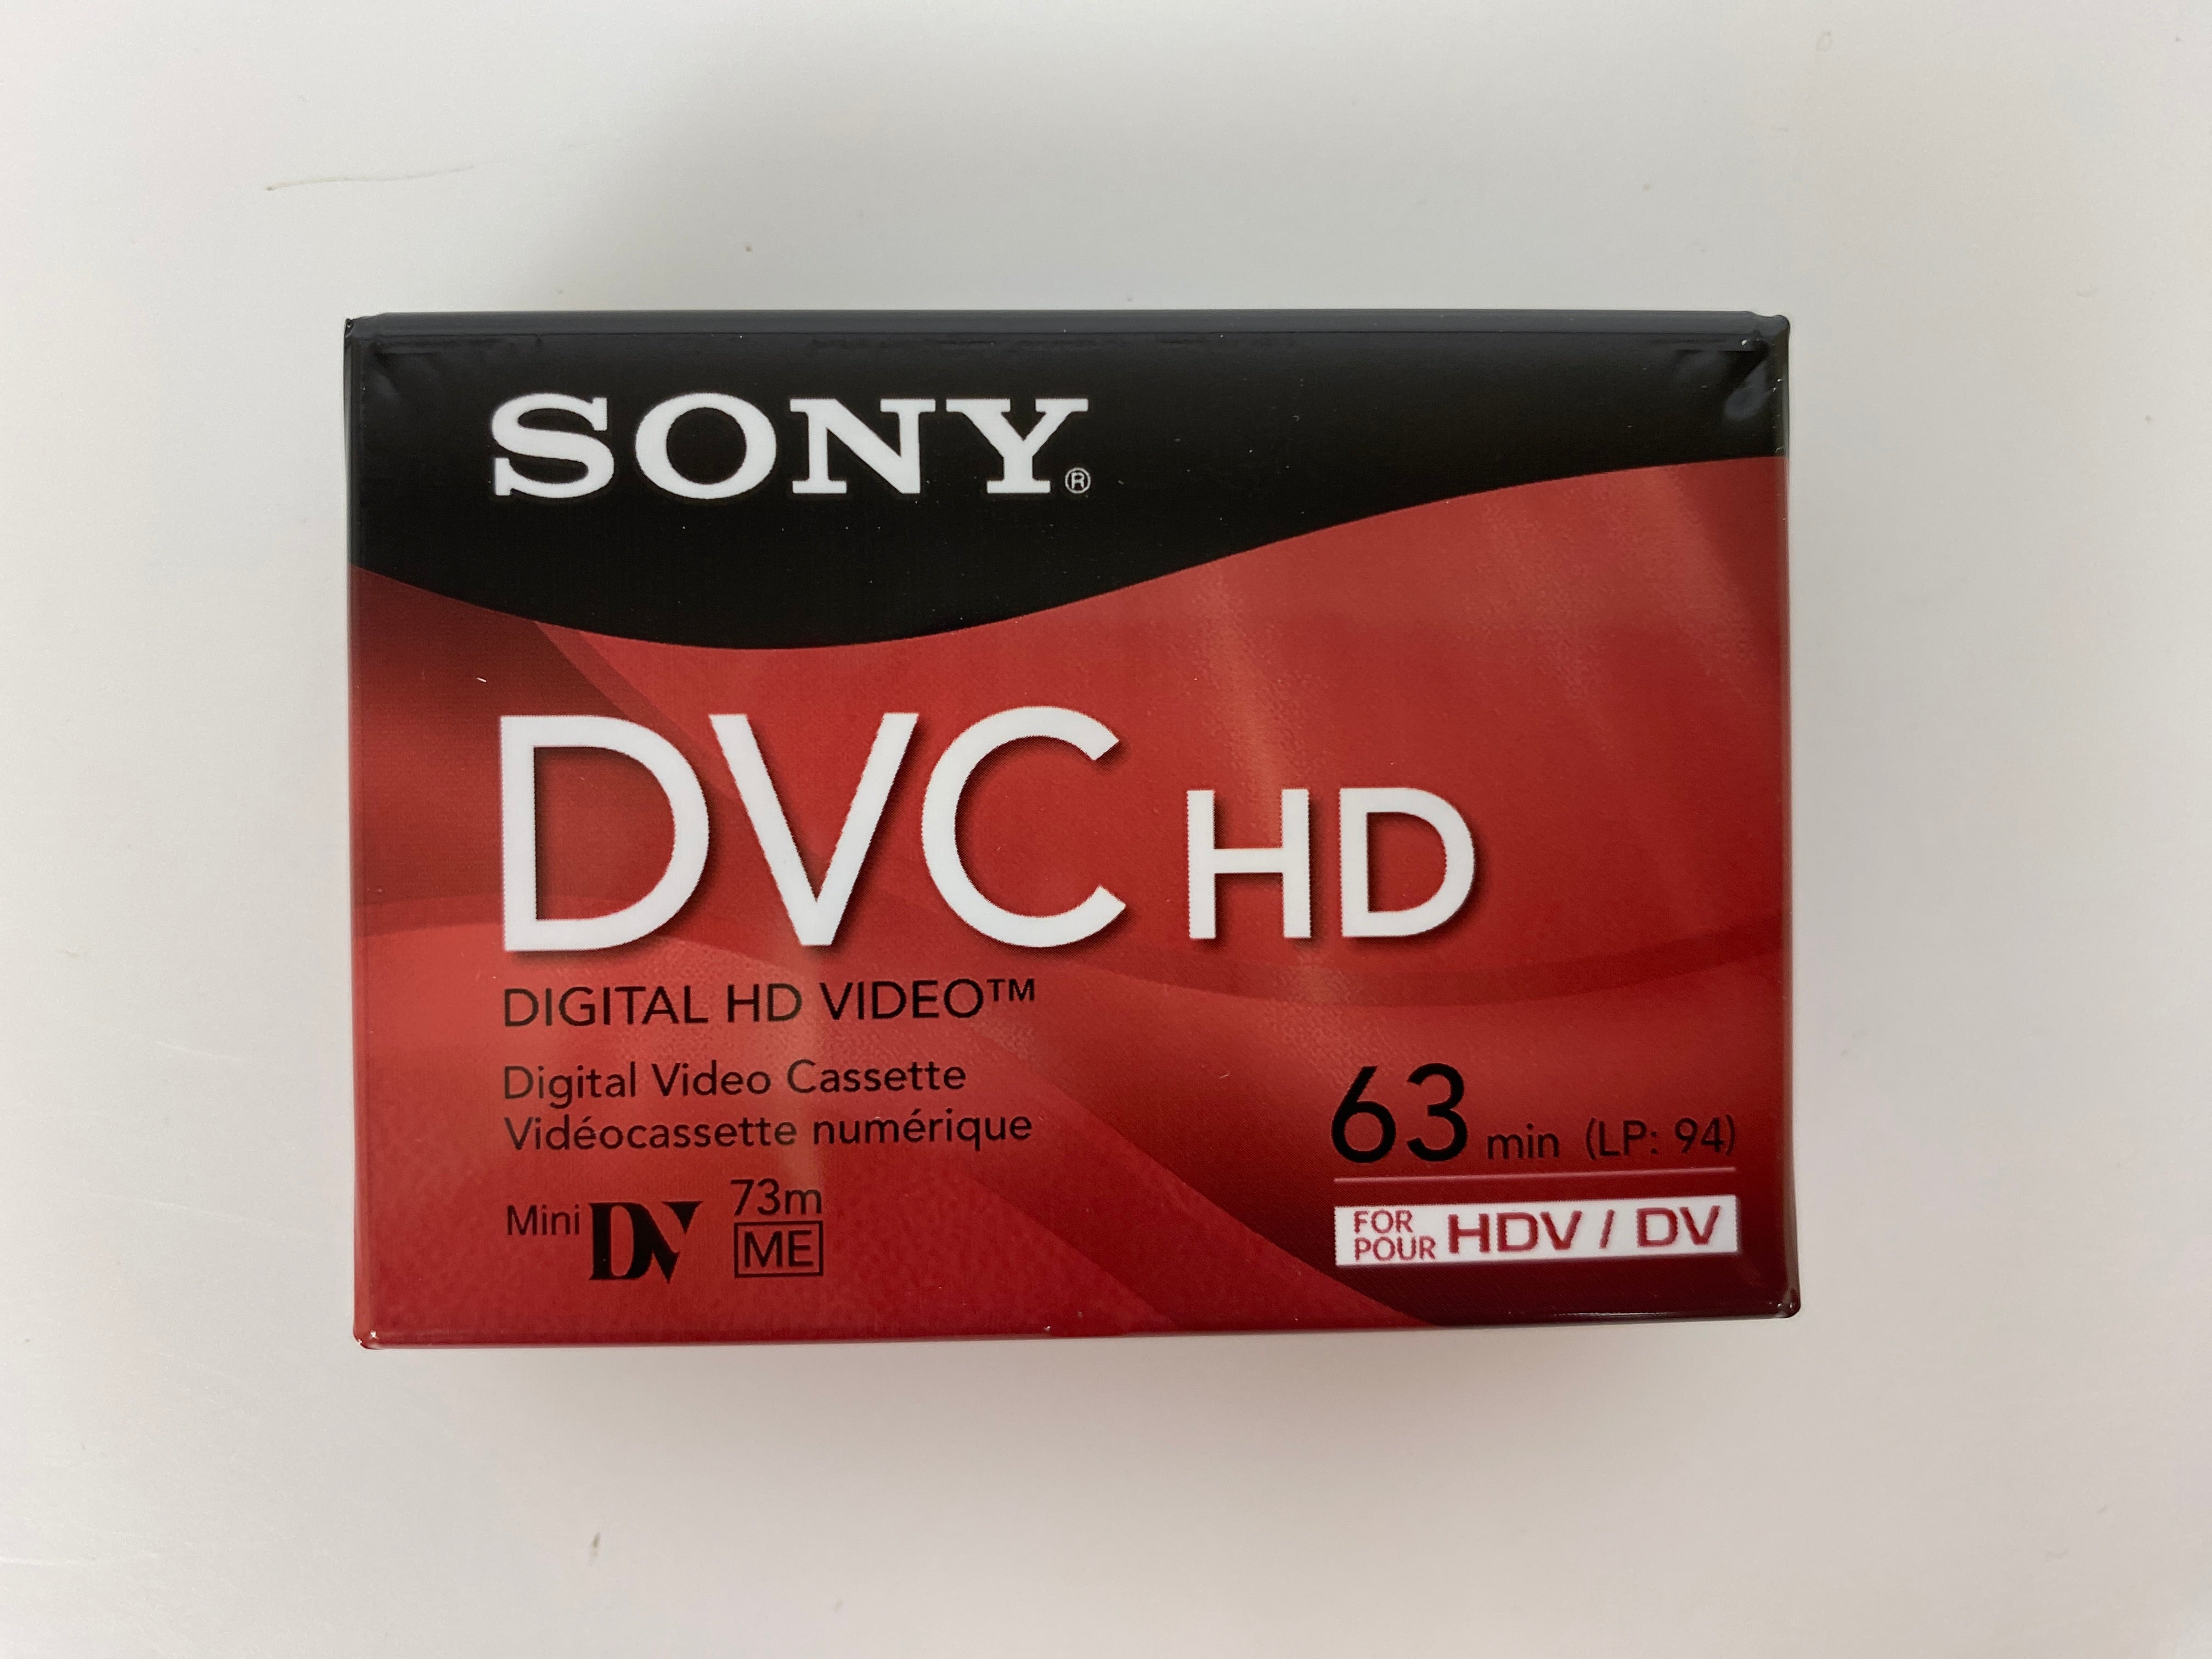 SONY®
DVC HD
DIGITAL HD VIDEO™
Digital Video Cassette
Vidéocassette numérique
Mini DV 73m
ME
63 min (LP: 94)
FOR POUR HDV / DV